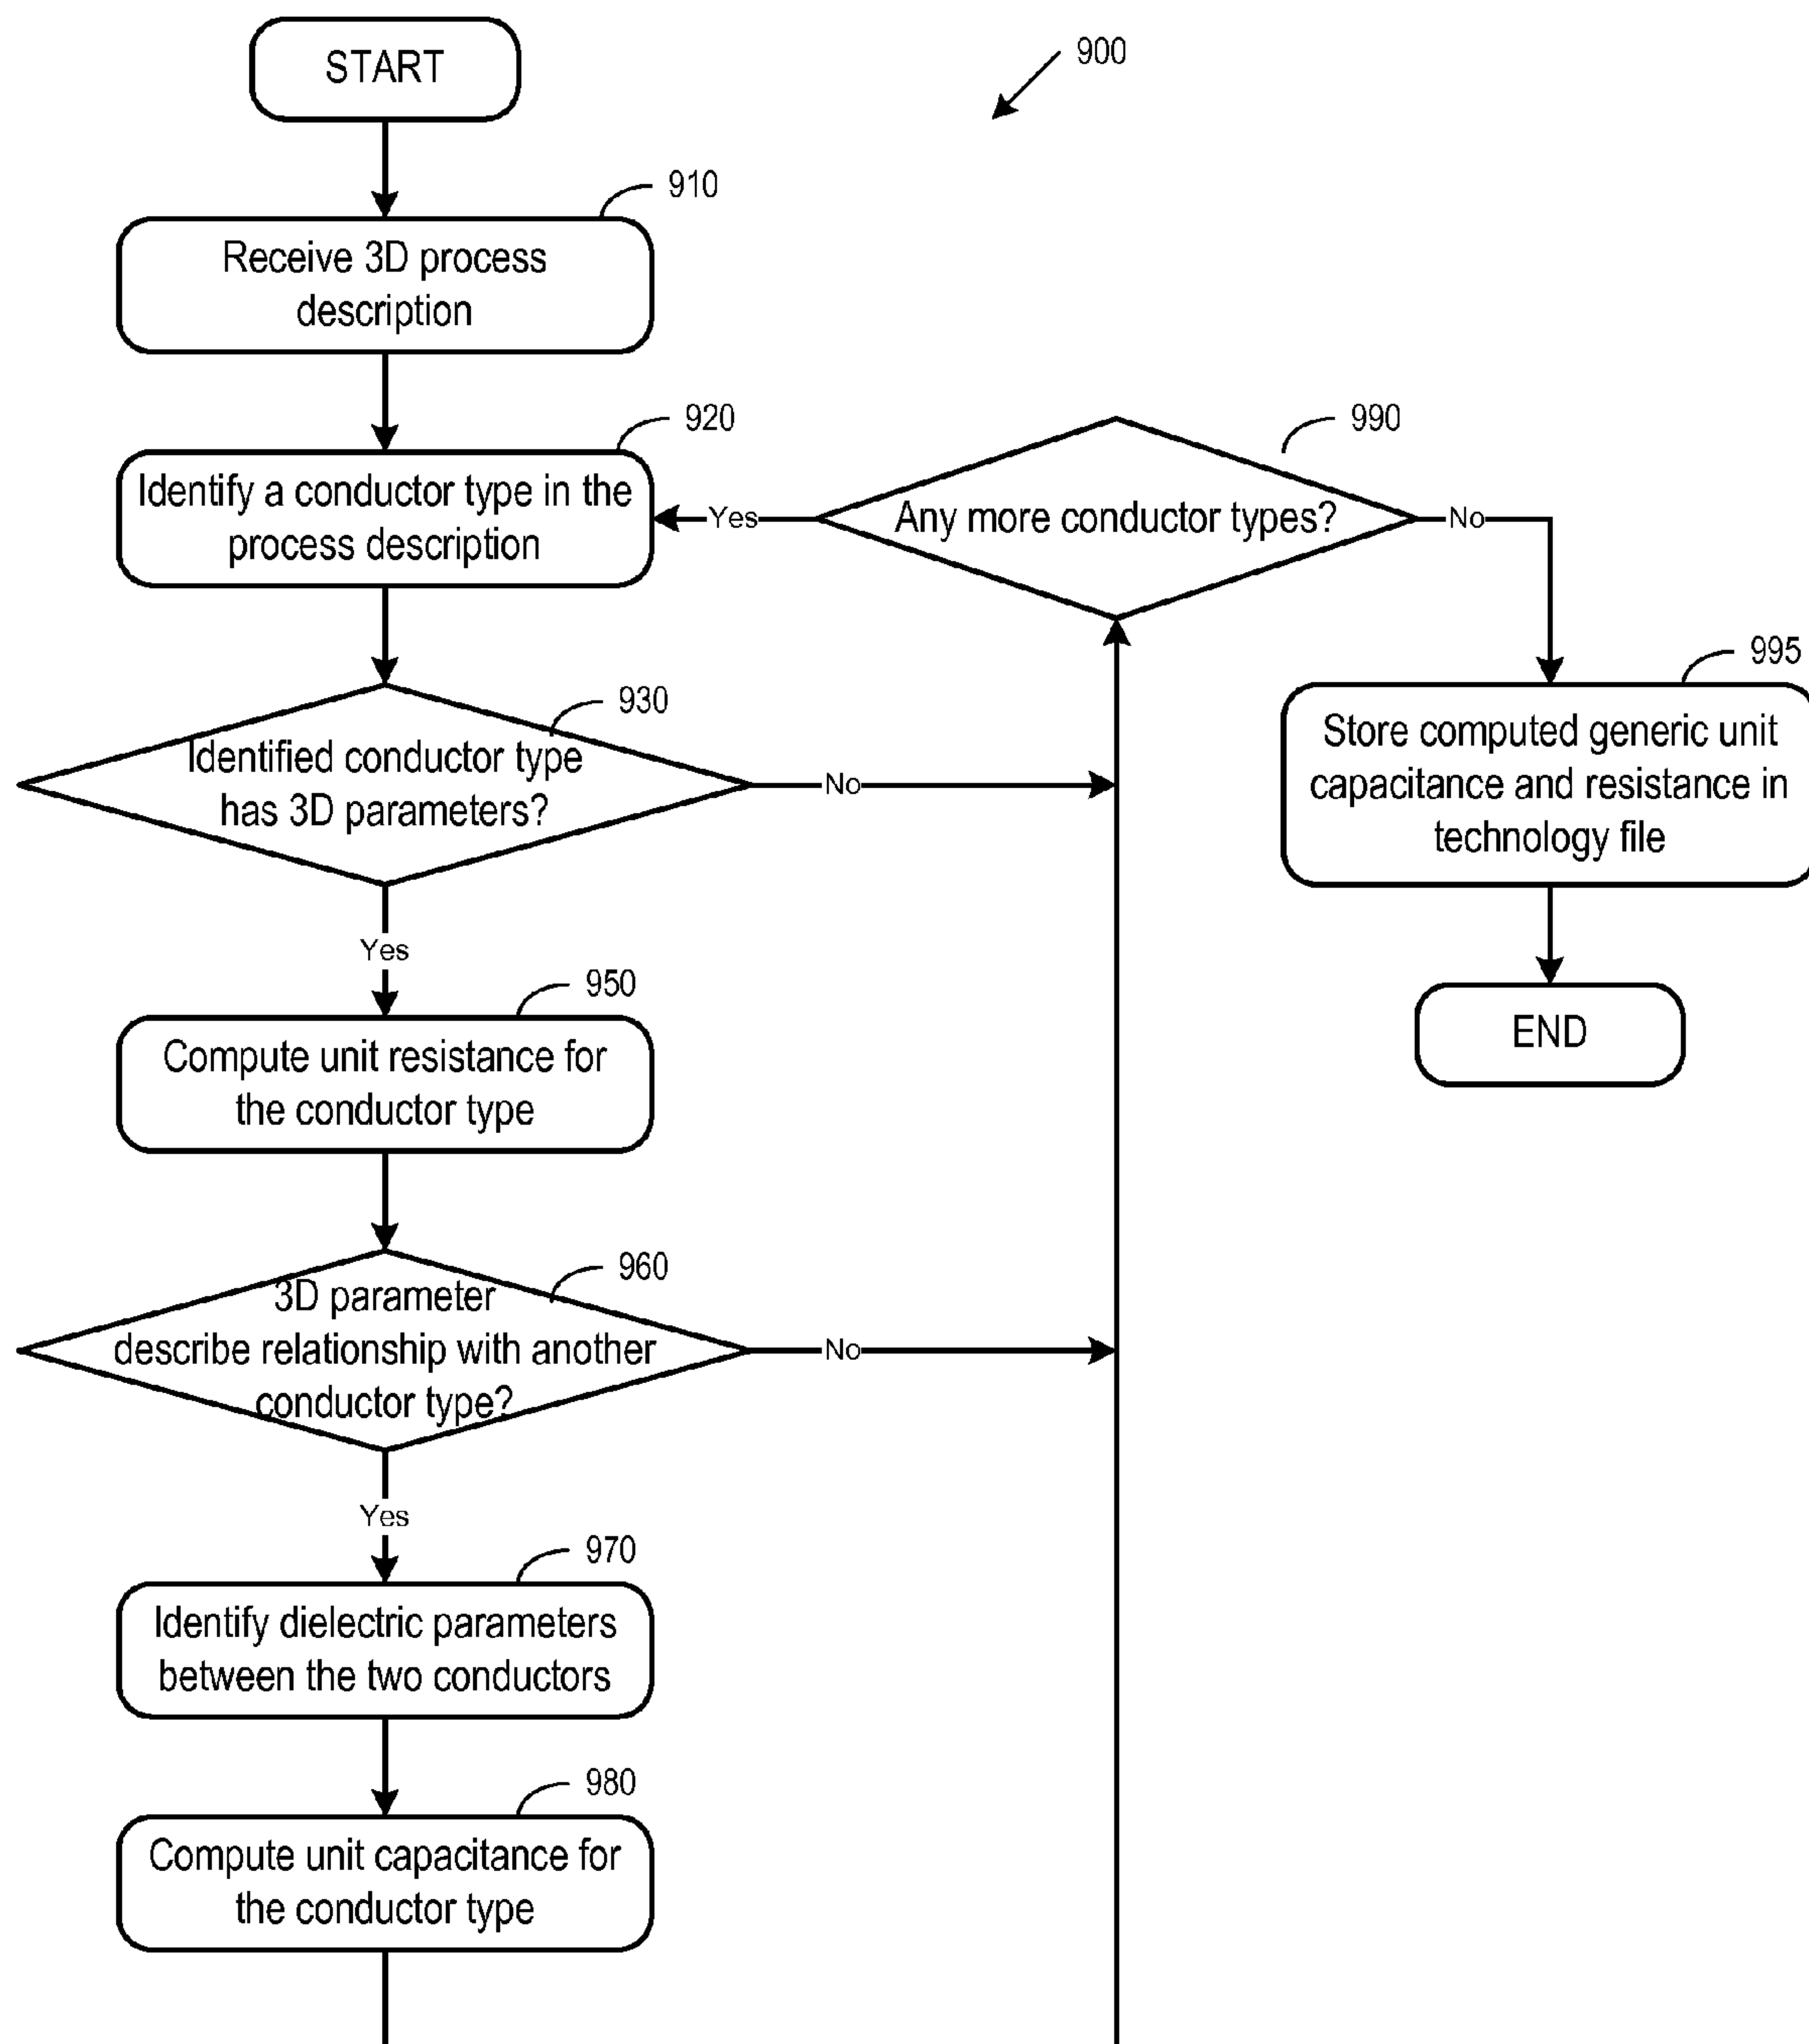 START
900
910
Receive 3D process
description
920
Identify a conductor type in the
process description
990
Any more conductor types?
Yes
No
930
Identified conductor type
has 3D parameters?
No
Yes
995
Store computed generic unit
capacitance and resistance in
technology file
END
950
Compute unit resistance for
the conductor type
960
3D parameter
describe relationship with another
conductor type?
No
Yes
970
Identify dielectric parameters
between the two conductors
980
Compute unit capacitance for
the conductor type